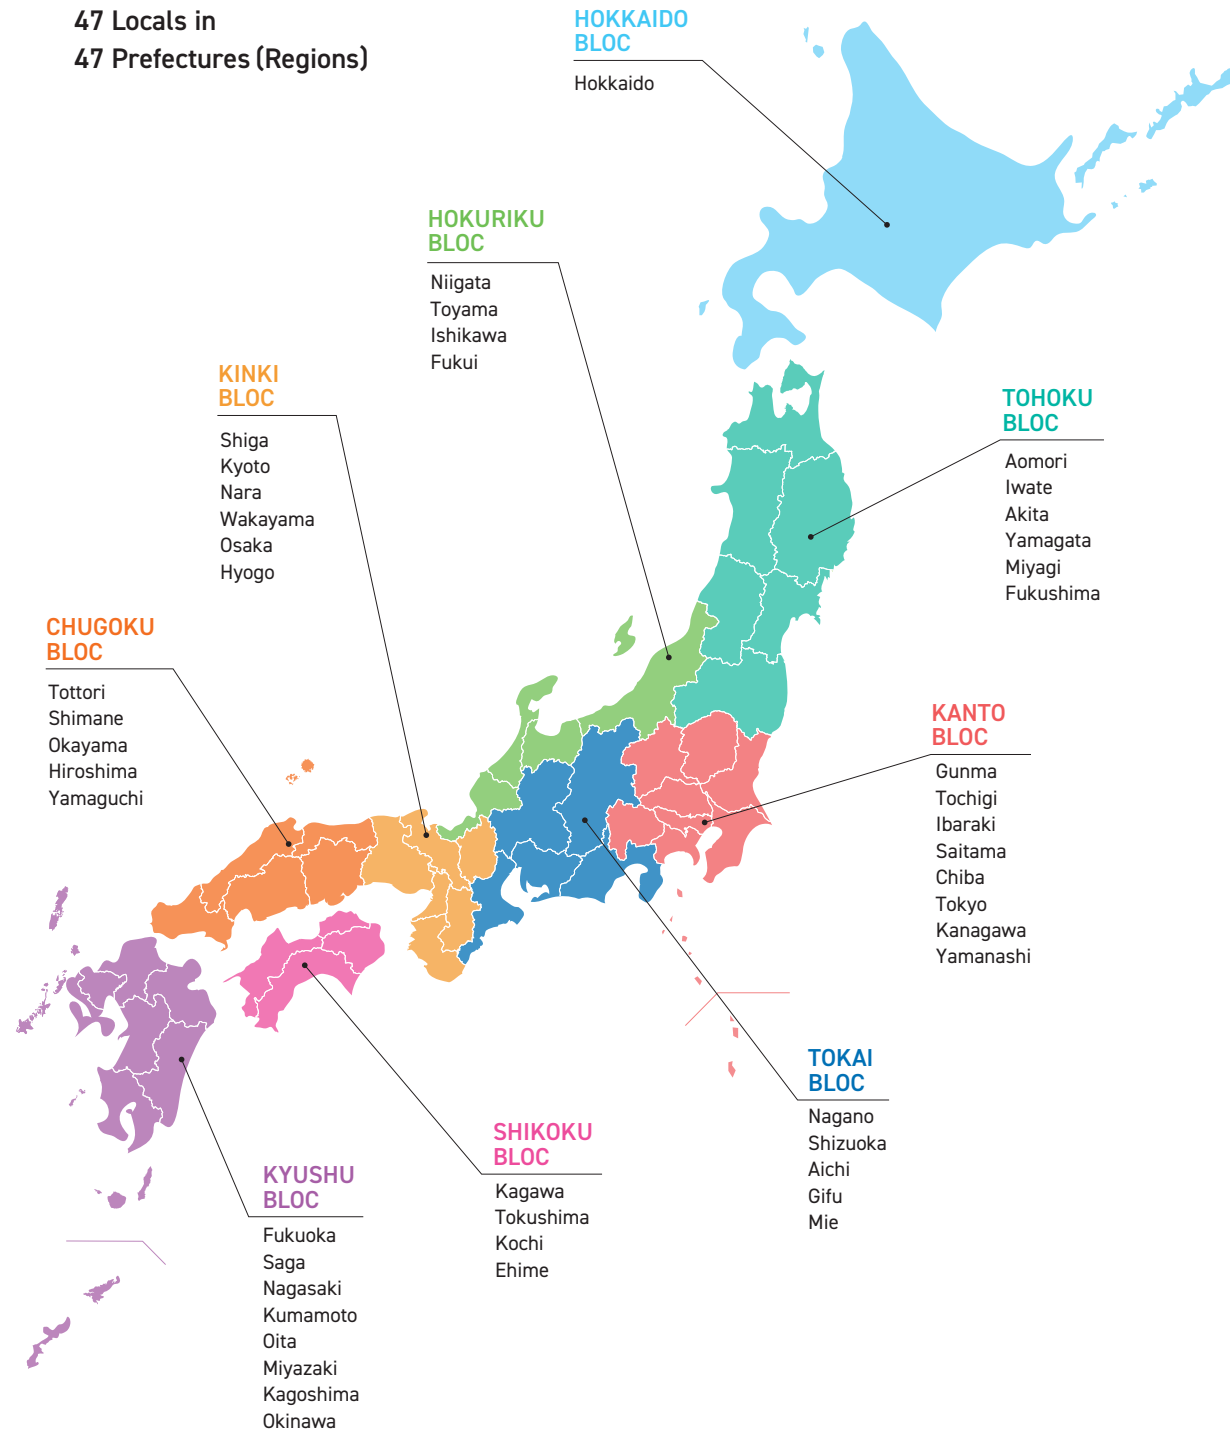 47 Locals in
47 Prefectures (Regions)
HOKKAIDO
BLOC
Hokkaido
HOKURIKU
BLOC
Niigata
Toyama
Ishikawa
Fukui
KINKI
BLOC
Shiga
Kyoto
Nara
Wakayama
Osaka
Hyogo
TOHOKU
BLOC
Aomori
Iwate
Akita
Yamagata
Miyagi
Fukushima
CHUGOKU
BLOC
Tottori
Shimane
Okayama
Hiroshima
Yamaguchi
KANTO
BLOC
Gunma
Tochigi
Ibaraki
Saitama
Chiba
Tokyo
Kanagawa
Yamanashi
TOKAI
BLOC
Nagano
Shizuoka
Aichi
Gifu
Mie
SHIKOKU
BLOC
Kagawa
Tokushima
Kochi
Ehime
KYUSHU
BLOC
Fukuoka
Saga
Nagasaki
Kumamoto
Oita
Miyazaki
Kagoshima
Okinawa